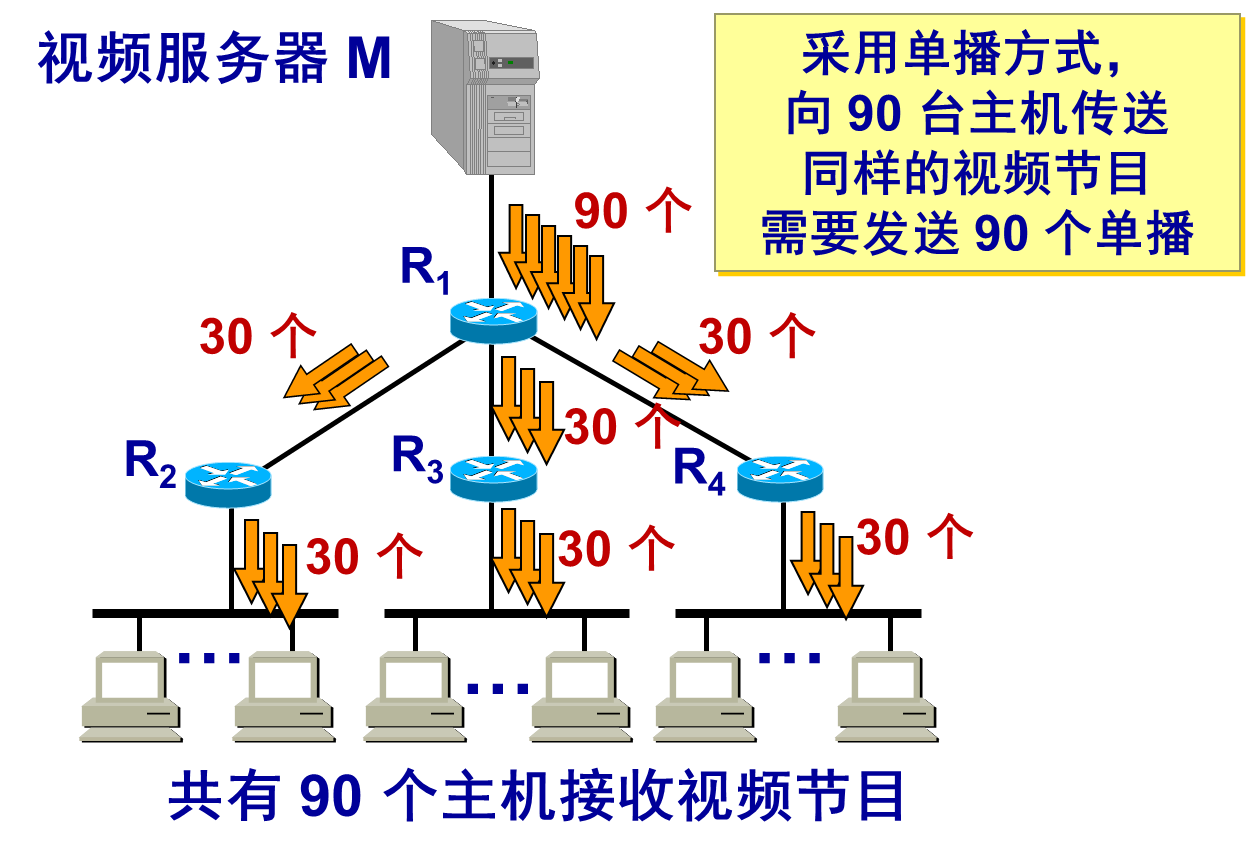 视频服务器 M
采用单播方式，
向 90 台主机传送
同样的视频节目
需要发送 90 个单播
90 个
R1
30 个
30 个
30 个
R2
R3
R4
30 个
30 个
30 个
…
…
…
共有 90 个主机接收视频节目